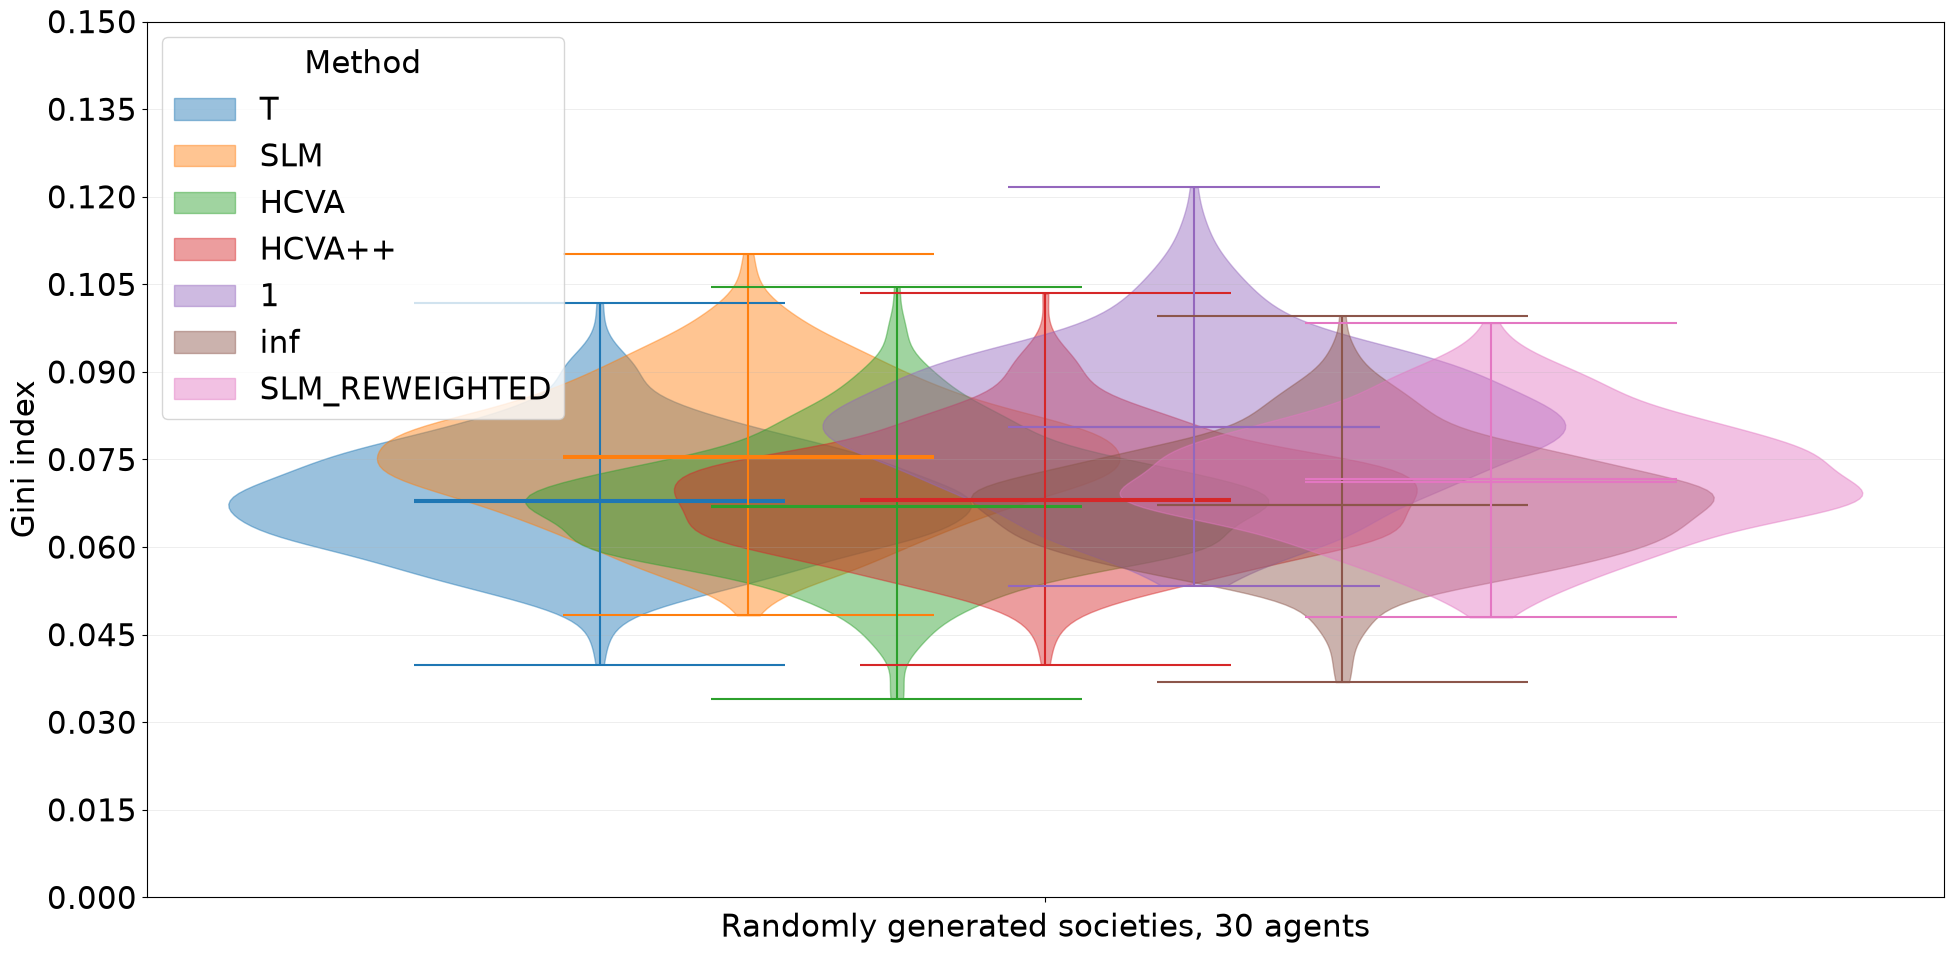 0.150
0.135
0.120
0.105
0.090
0.075
0.060
0.045
0.030
0.015
0.000
Gini index
Method
T
SLM
HCVA
HCVA++
1
inf
SLM_REWEIGHTED
Randomly generated societies, 30 agents